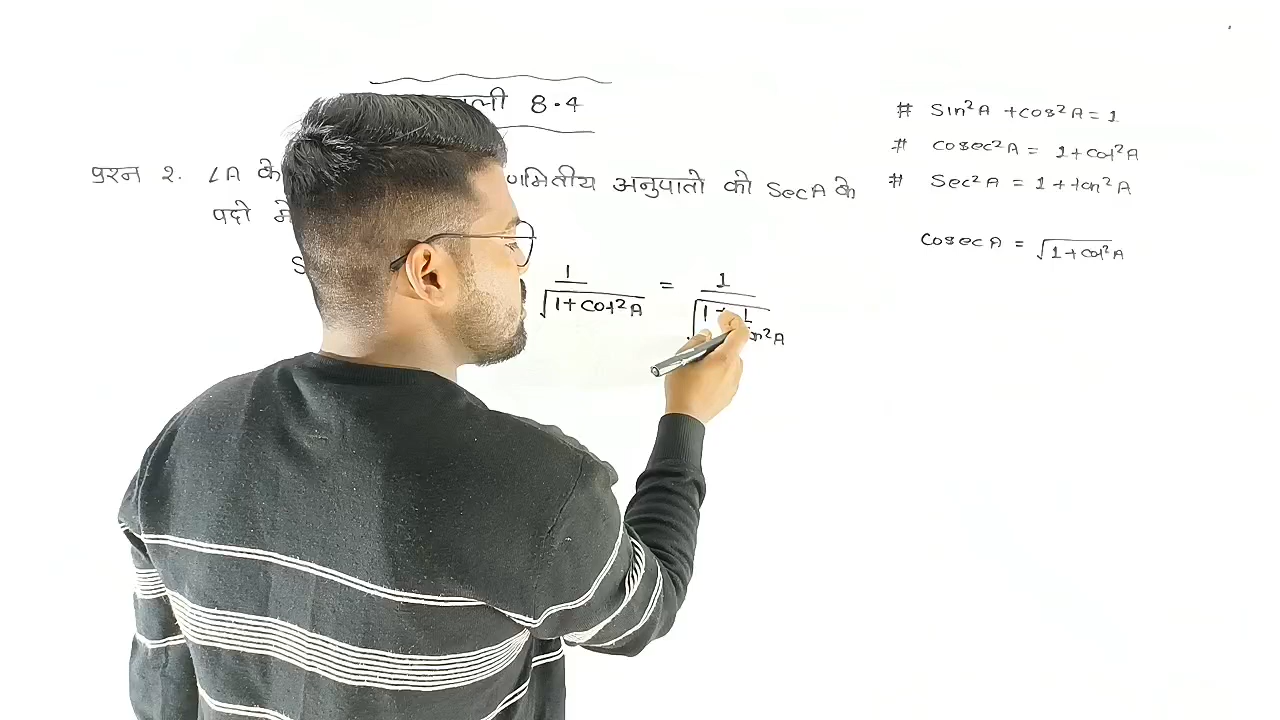 8.4
प्रश्न 2. ∠A के णमितीय अनुपातो को SecA के
पदो मे
1/√(1+cot²A) = 1/√(1+1
# Sin²A + cos²A = 1
# cosec²A = 1+cot²A
# Sec²A = 1+tan²A
cosecA = √(1+cot²A)